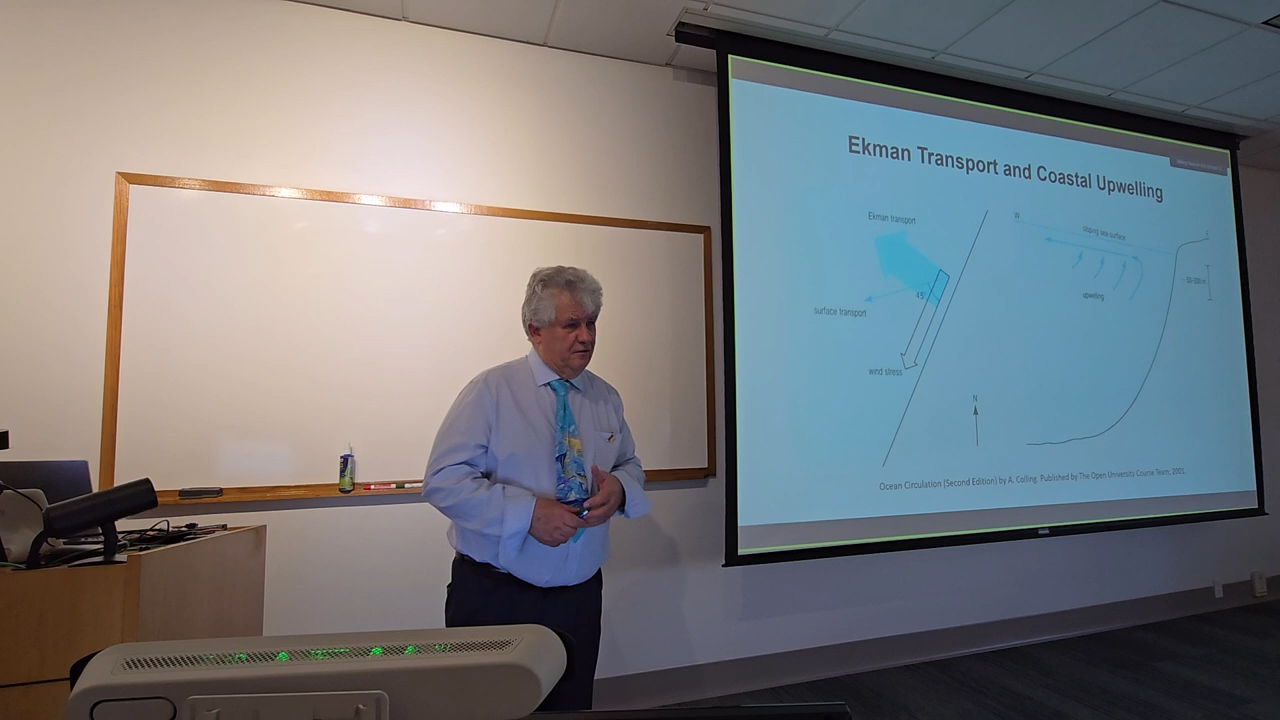 Ekman Transport and Coastal Upwelling
Ekman transport
45°
surface transport
wind stress
N
W
sloping sea-surface
E
upwelling
Ocean Circulation (Second Edition) by A. Colling. Published by The Open University Course Team, 2001.